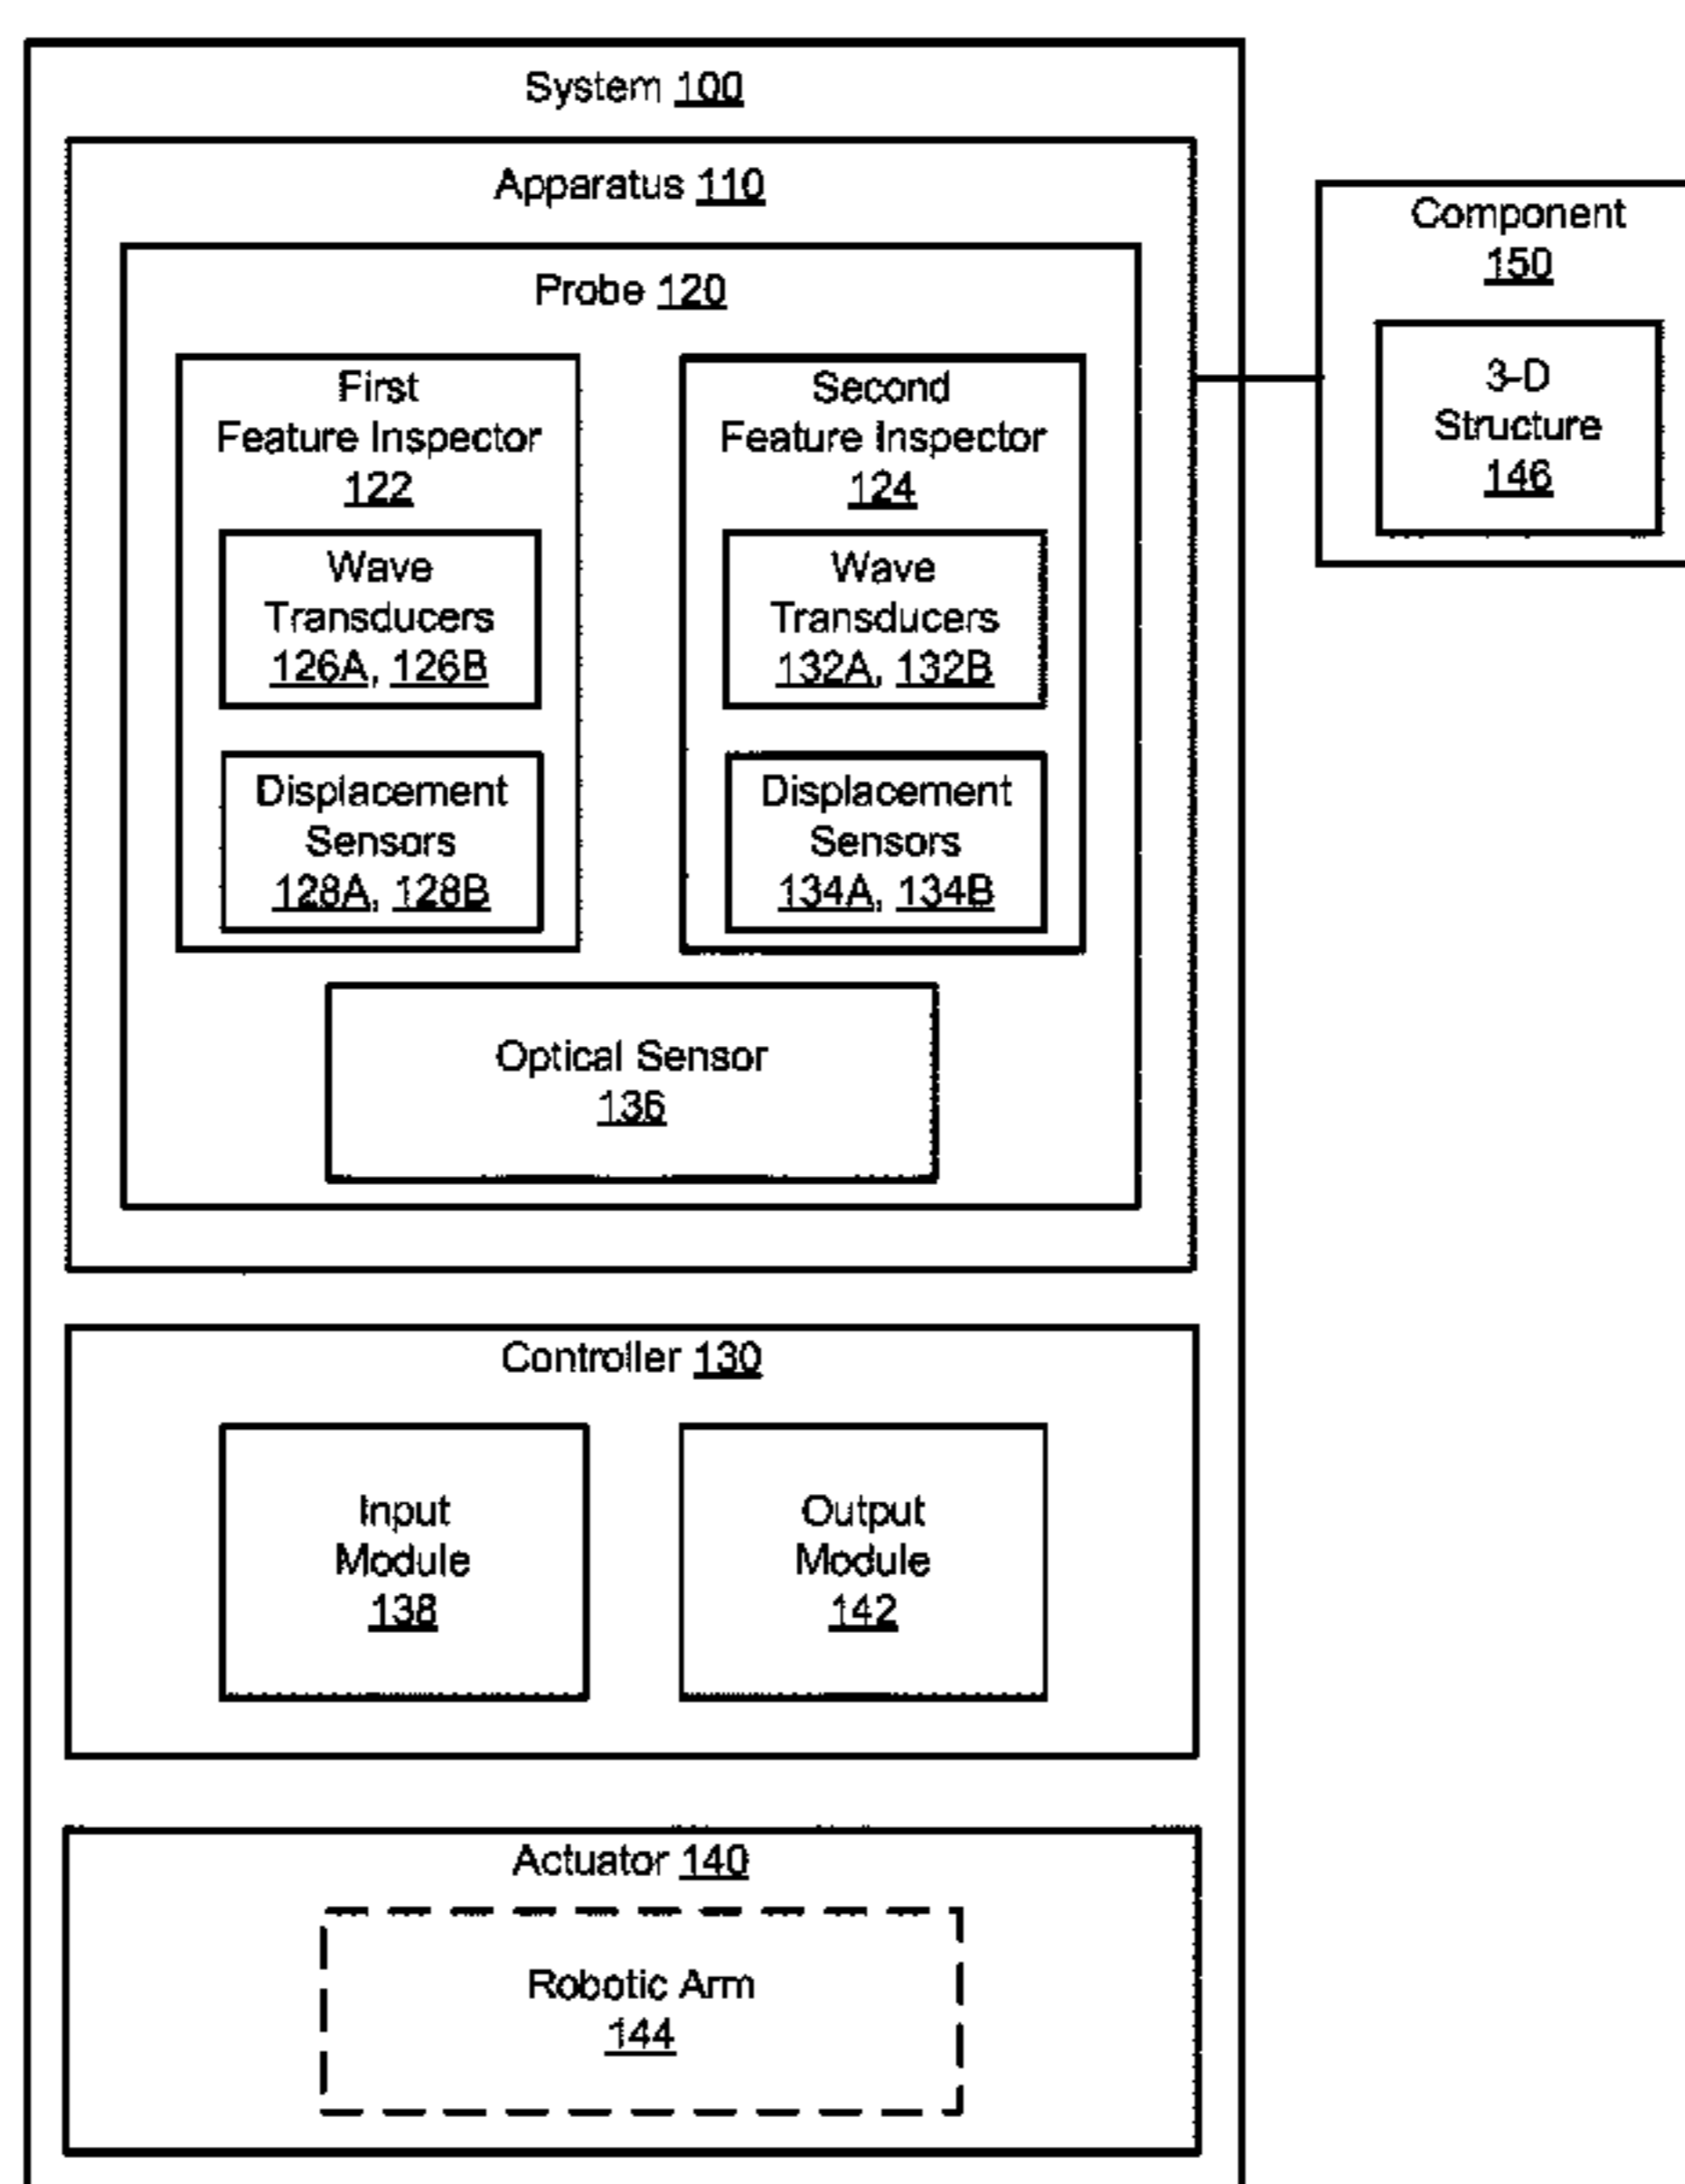 System 100
Apparatus 110
Probe 120
First
Feature Inspector
122
Wave
Transducers
126A, 126B
Displacement
Sensors
128A, 128B
Second
Feature Inspector
124
Wave
Transducers
132A, 132B
Displacement
Sensors
134A, 134B
Optical Sensor
136
Controller 130
Input
Module
138
Output
Module
142
Actuator 140
Robotic Arm
144
Component
150
3-D
Structure
146